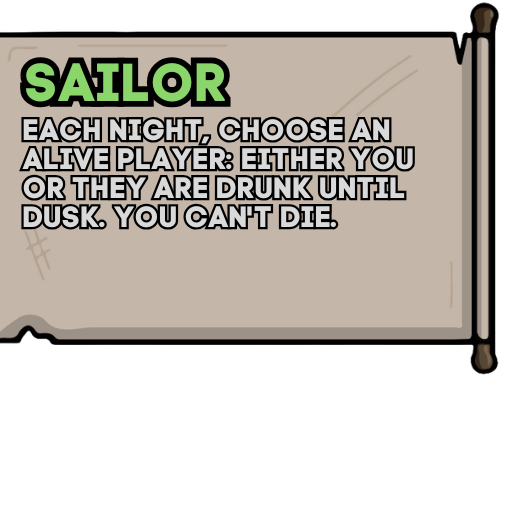 SAILOR
EACH NIGHT, CHOOSE AN
ALIVE PLAYER: EITHER YOU
OR THEY ARE DRUNK UNTIL
DUSK. YOU CAN'T DIE.